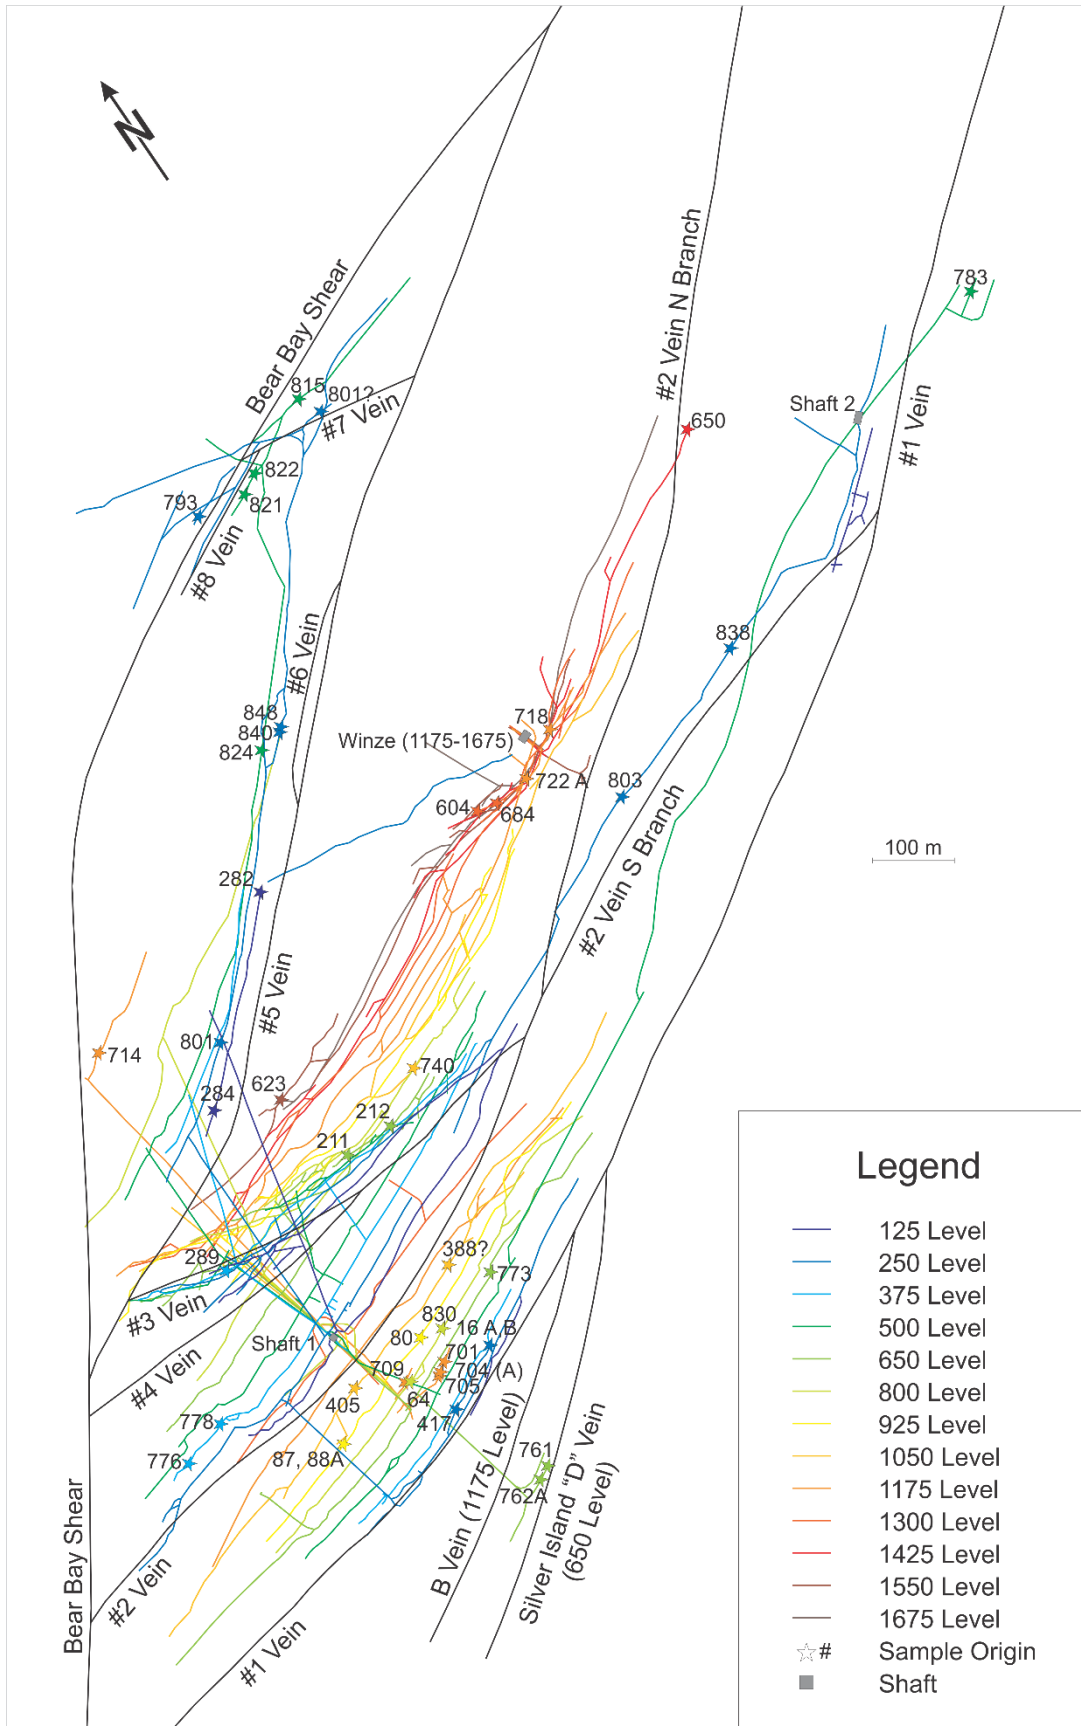 N
Bear Bay Shear
#2 Vein N Branch
783
815
8012
#7 Vein
650
Shaft 2
#1 Vein
822
821
793
#8 Vein
838
#6 Vein
848
840
824
718
Winze (1175-1675)
722 A
803
604
684
#2 Vein S Branch
100 m
282
#5 Vein
801
714
740
284
623
212
211
289
388?
773
#3 Vein
830
16 A,B
80
Shaft 1
701
709
704 (A)
705
#4 Vein
405
64
417
778
87, 88A
776
761
762A
B Vein (1175 Level)
Silver Island "D" Vein
(650 Level)
#2 Vein
Bear Bay Shear
#1 Vein
Legend
125 Level
250 Level
375 Level
500 Level
650 Level
800 Level
925 Level
1050 Level
1175 Level
1300 Level
1425 Level
1550 Level
1675 Level
# Sample Origin
Shaft